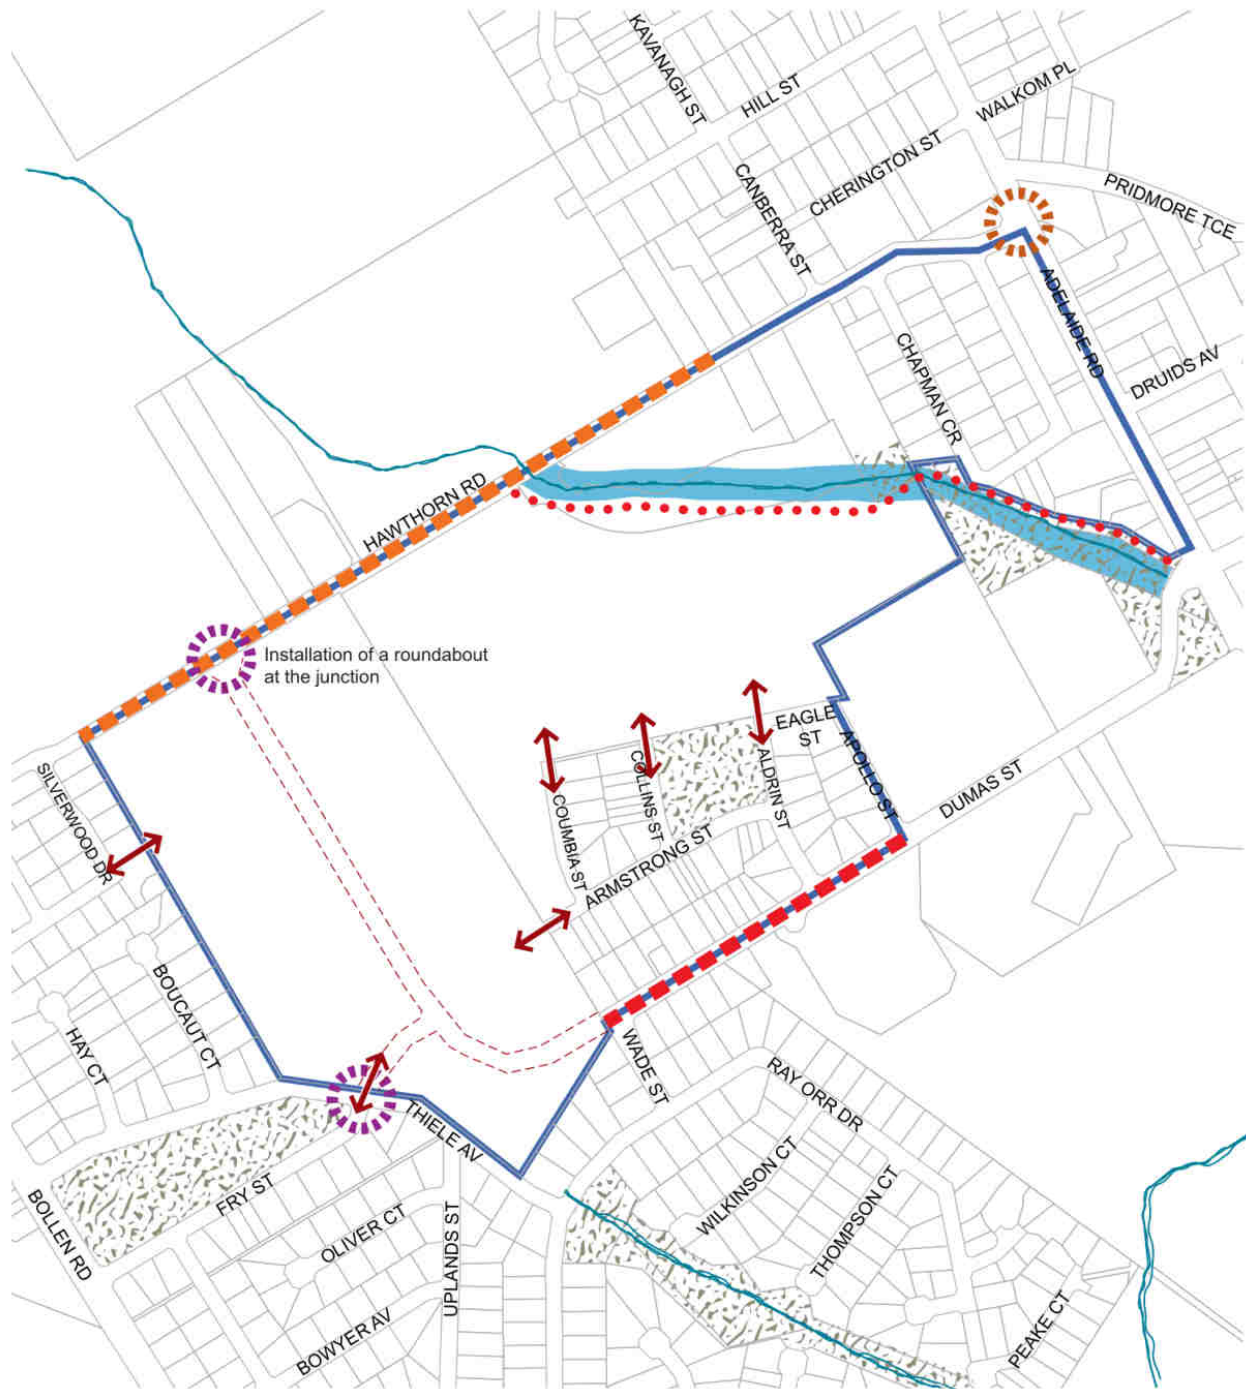 KAVANAGH ST
HILL ST
WALKOM PL
CANBERRA ST
CHERINGTON ST
PRIDMORE TCE
ADELAIDE RD
CHAPMAN CR
DRUIDS AV
HAWTHORN RD
Installation of a roundabout
at the junction
EAGLE
ST
SILVERWOOD DR
COLLINS ST
ALDRIN ST
APOLLO ST
DUMAS ST
COUMBIA ST
ARMSTRONG ST
BOUCAUT CT
HAY CT
WADE ST
RAY ORR DR
THIELE AV
FRY ST
WILKINSON CT
THOMPSON CT
BOLLEN RD
OLIVER CT
UPLANDS ST
BOWYER AV
PEAKE CT